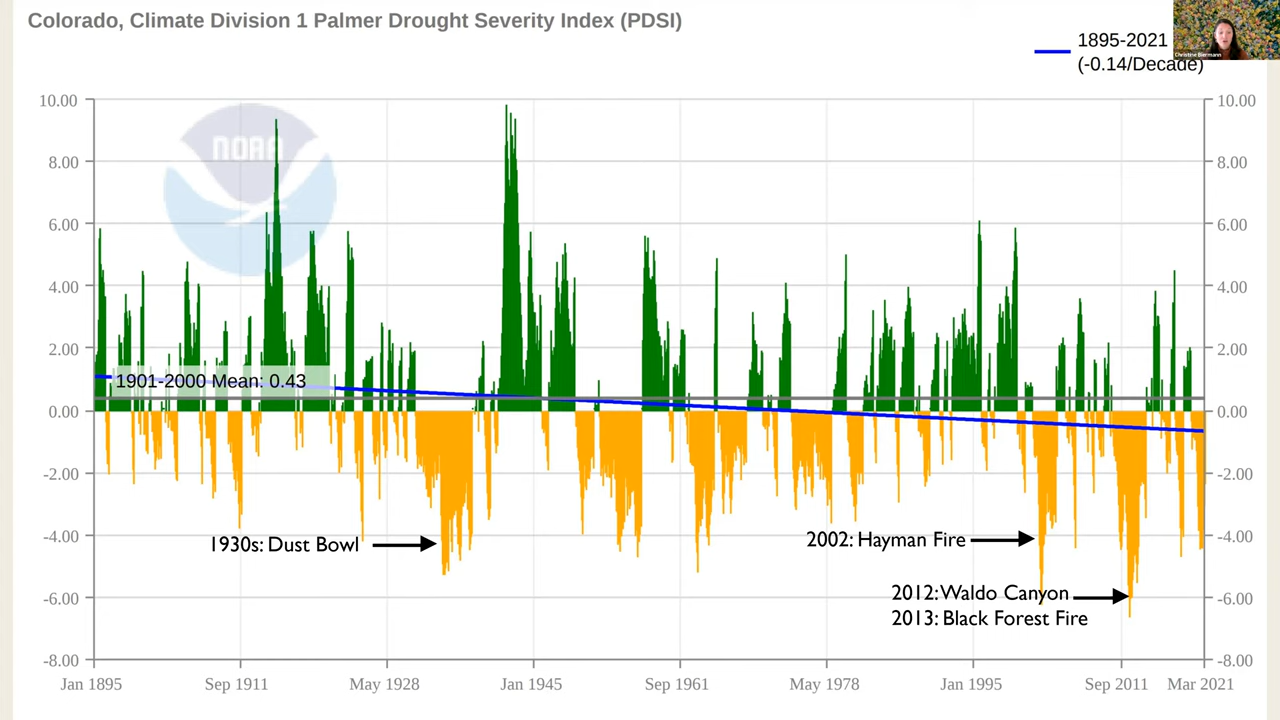 Colorado, Climate Division 1 Palmer Drought Severity Index (PDSI)
Christine Biermann
1895-2021
(-0.14/Decade)
10.00
10.00
NOAA
8.00
8.00
6.00
6.00
4.00
4.00
2.00
2.00
1901-2000 Mean: 0.43
0.00
0.00
-2.00
-2.00
-4.00
1930s: Dust Bowl
2002: Hayman Fire
-4.00
-6.00
2012: Waldo Canyon
-6.00
2013: Black Forest Fire
-8.00
-8.00
Jan 1895
Sep 1911
May 1928
Jan 1945
Sep 1961
May 1978
Jan 1995
Sep 2011
Mar 2021